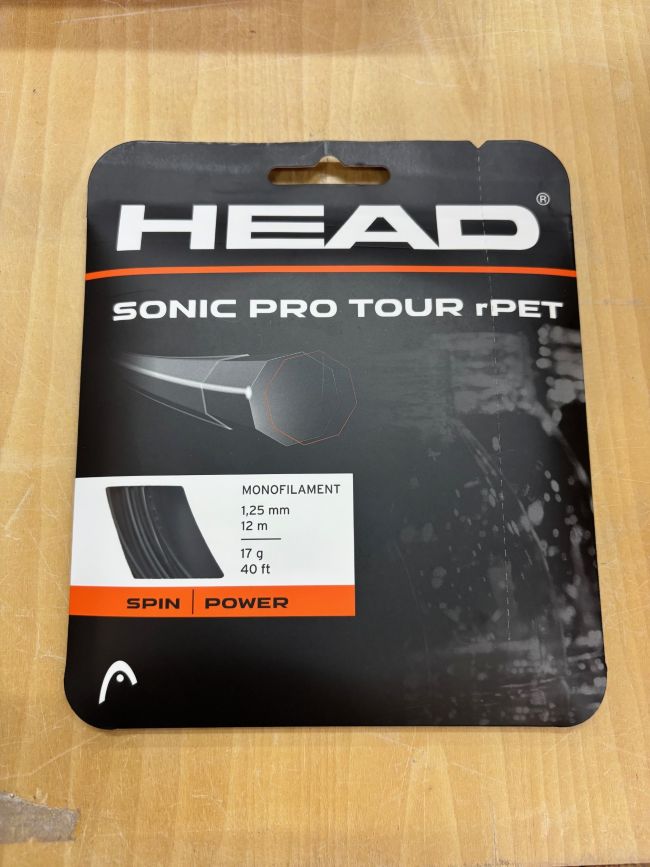 HEAD®
SONIC PRO TOUR rPET
MONOFILAMENT
1,25 mm
12 m
17 g
40 ft
SPIN | POWER